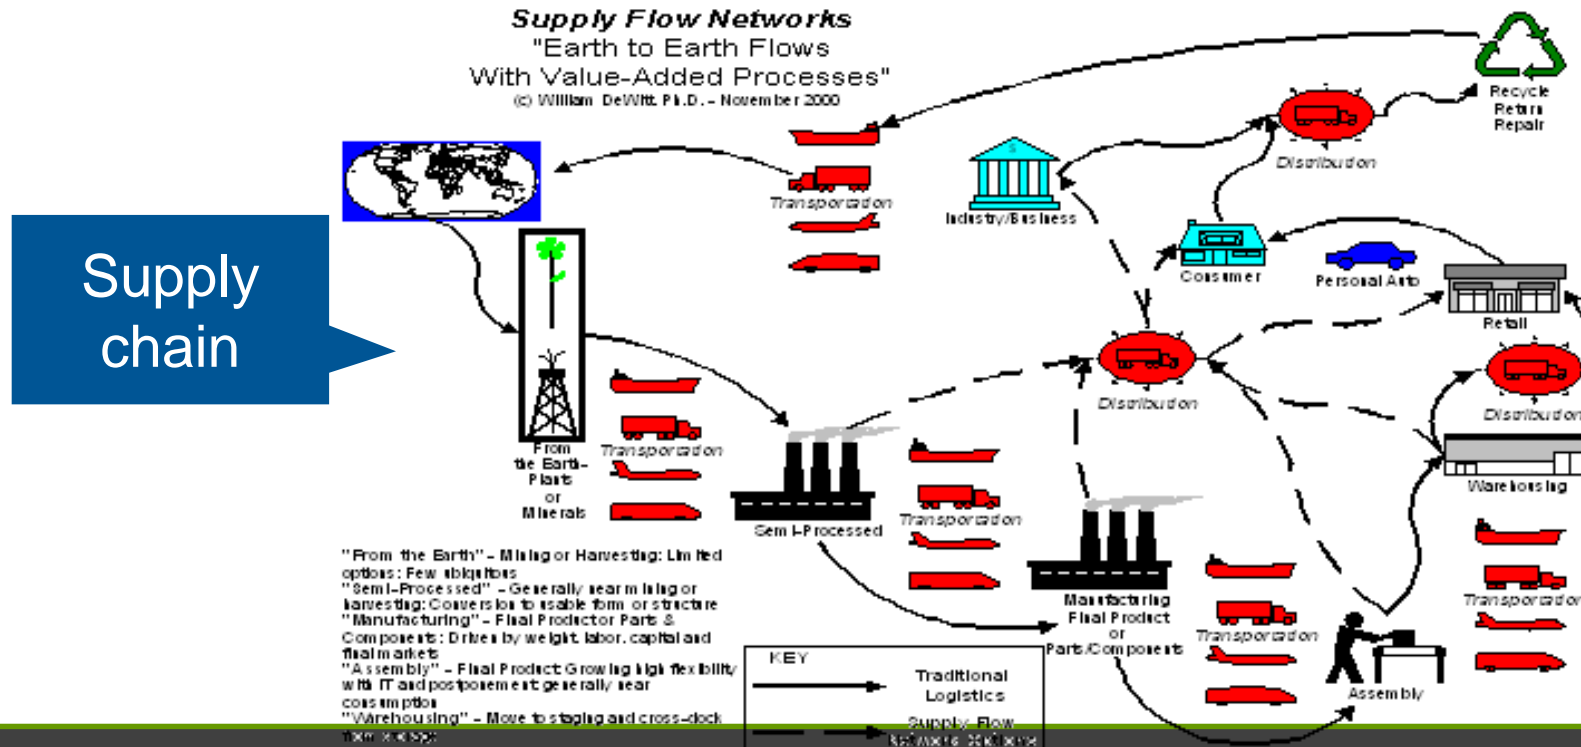 Supply Flow Networks
"Earth to Earth Flows
With Value-Added Processes"
(c) William DeWitt, Ph.D. - November 2000
Recycle
Return
Repair
Distribution
Transportation
Industry/Business
Consumer
Personal Auto
Retail
Supply
chain
Distribution
Distribution
From
the Earth-
Plants
or
Minerals
Transportation
Semi-Processed
Transportation
Warehousing
Manufacturing
Final Product
or
Parts/Components
Transportation
Transportation
Assembly
"From the Earth" - Mining or Harvesting: Limited
options: Few ubiquitous
"Semi-Processed" - Generally near mining or
harvesting: Conversion to usable form or structure
"Manufacturing" - Final Product or Parts &
Components: Driven by weight, labor, capital and
final markets
"Assembly" - Final Product: Growing high flexibility
with IT and postponement: generally near
consumption
"Warehousing" - Move to staging and cross-dock
KEY
Traditional
Logistics
Supply Flow